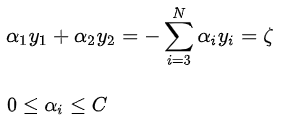 α₁y₁ + α₂y₂ = −∑_{i=3}^{N} αᵢyᵢ = ζ
0 ≤ αᵢ ≤ C